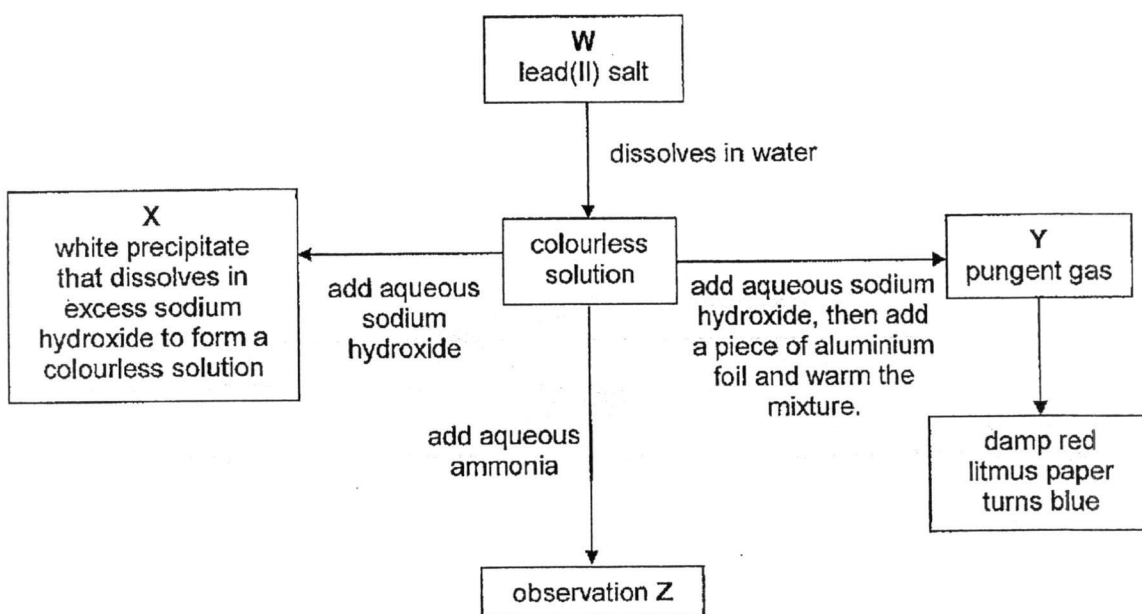 W
lead(II) salt
dissolves in water
X
white precipitate
that dissolves in
excess sodium
hydroxide to form a
colourless solution
add aqueous
sodium
hydroxide
colourless
solution
add aqueous sodium
hydroxide, then add
a piece of aluminium
foil and warm the
mixture.
Y
pungent gas
add aqueous
ammonia
damp red
litmus paper
turns blue
observation Z